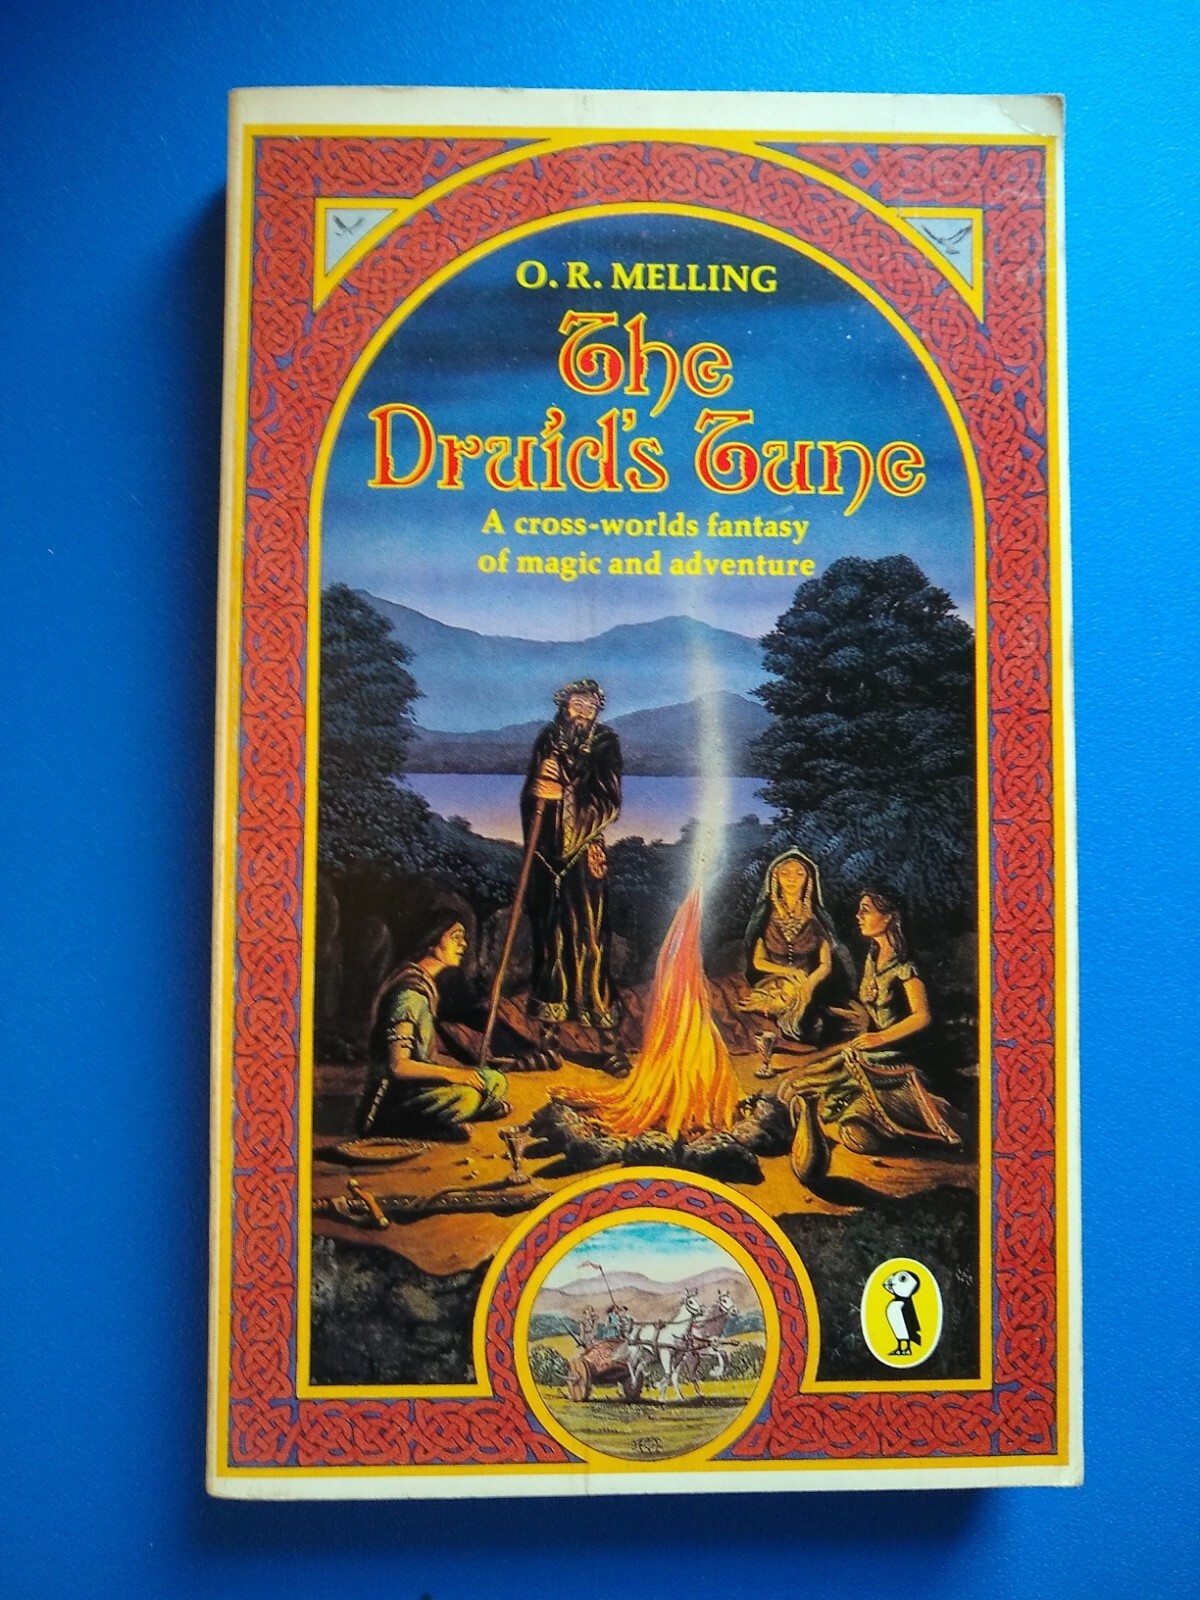 O. R. MELLING
The
Druid's Tune
A cross-worlds fantasy
of magic and adventure